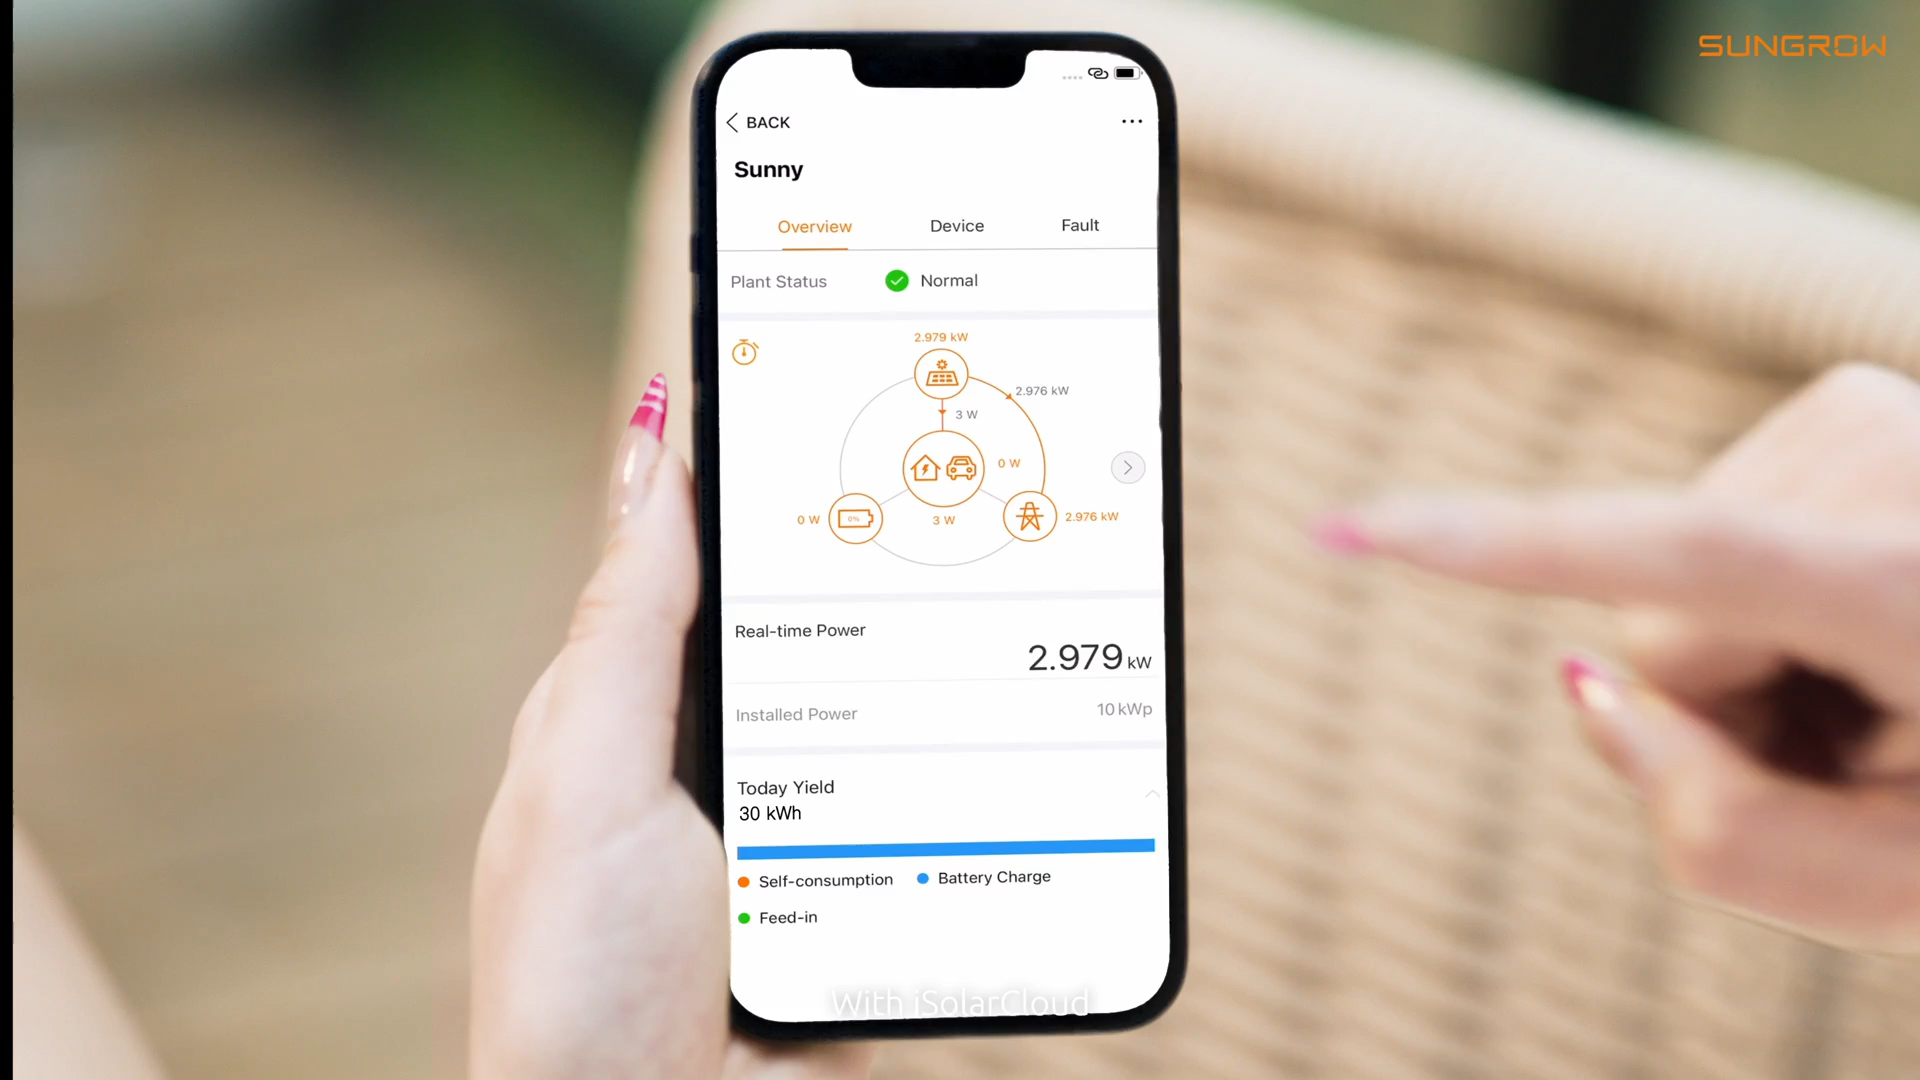 SUNGROW
BACK
Sunny
Overview Device Fault
Plant Status Normal
2.979 kW
2.976 kW
3 W
0 W
0%
0 W
3 W
2.976 kW
Real-time Power
2.979 kW
Installed Power 10 kWp
Today Yield
30 kWh
Self-consumption Battery Charge
Feed-in
With iSolarCloud